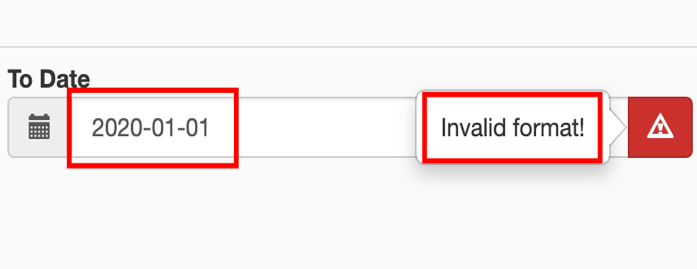 To Date
2020-01-01
Invalid format!